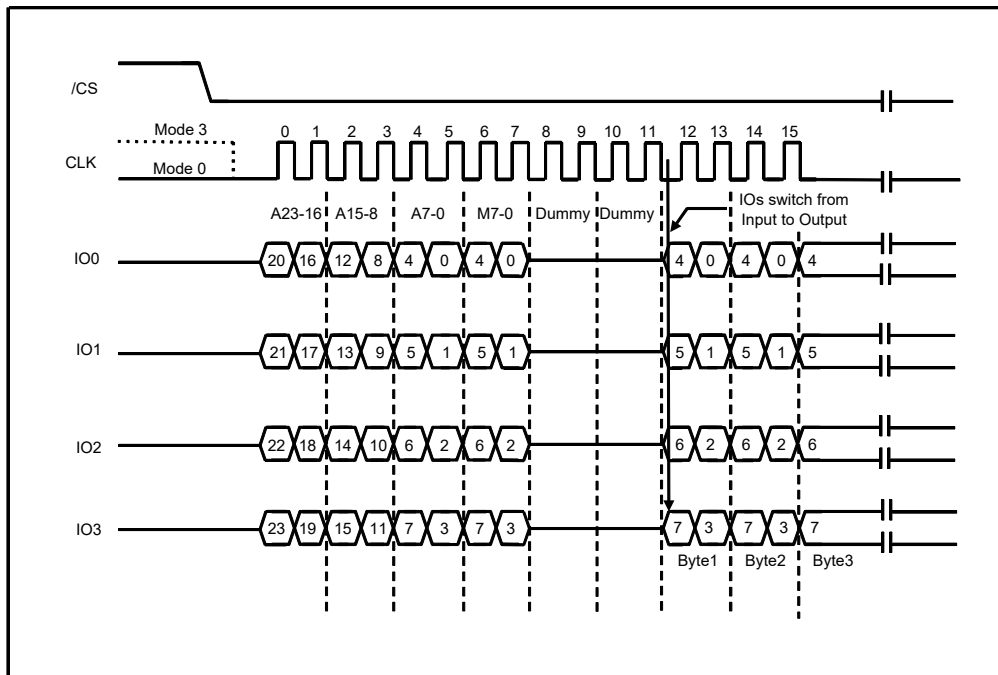 /CS
Mode 3
0 1 2 3 4 5 6 7 8 9 10 11 12 13 14 15
CLK
Mode 0
A23-16 A15-8 A7-0 M7-0 Dummy Dummy
IOs switch from
Input to Output
IO0 20 16 12 8 4 0 4 0 4 0 4 0 4
IO1 21 17 13 9 5 1 5 1 5 1 5 1 5
IO2 22 18 14 10 6 2 6 2 6 2 6 2 6
IO3 23 19 15 11 7 3 7 3 7 3 7 3 7
Byte1 Byte2 Byte3